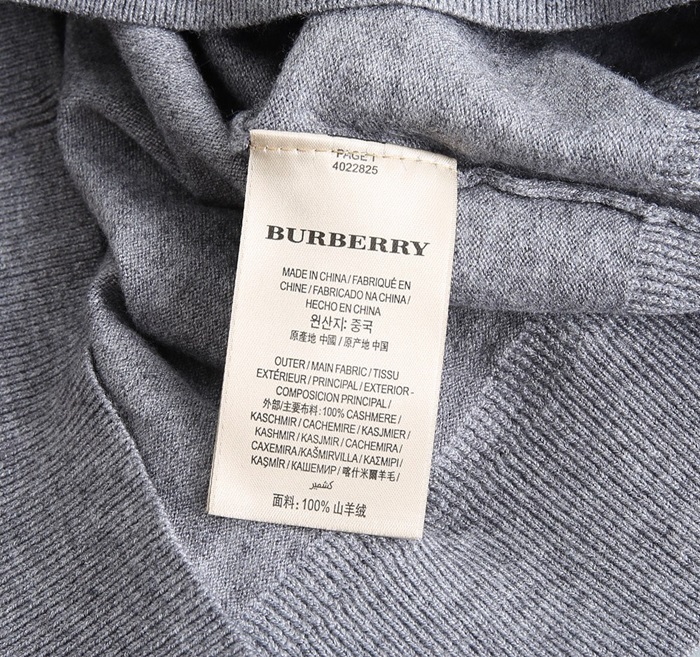 PAGE 1
4022825
BURBERRY
MADE IN CHINA / FABRIQUÉ EN
CHINE / FABRICADO NA CHINA /
HECHO EN CHINA
원산지: 중국
原產地 中國 / 原产地 中国
OUTER / MAIN FABRIC / TISSU
EXTÉRIEUR / PRINCIPAL / EXTERIOR -
COMPOSICION PRINCIPAL /
外部/主要布料: 100% CASHMERE /
KASCHMIR / CACHEMIRE / KASJMIER /
KASHMIR / KASJMIR / CACHEMIRA /
CAXEMIRA / KAŠMIRVILLA / ΚΑΣΜΙΡΙ /
KAŞMİR / КАШЕМИР / 喀什米爾羊毛 /
كشمير
面料: 100% 山羊绒